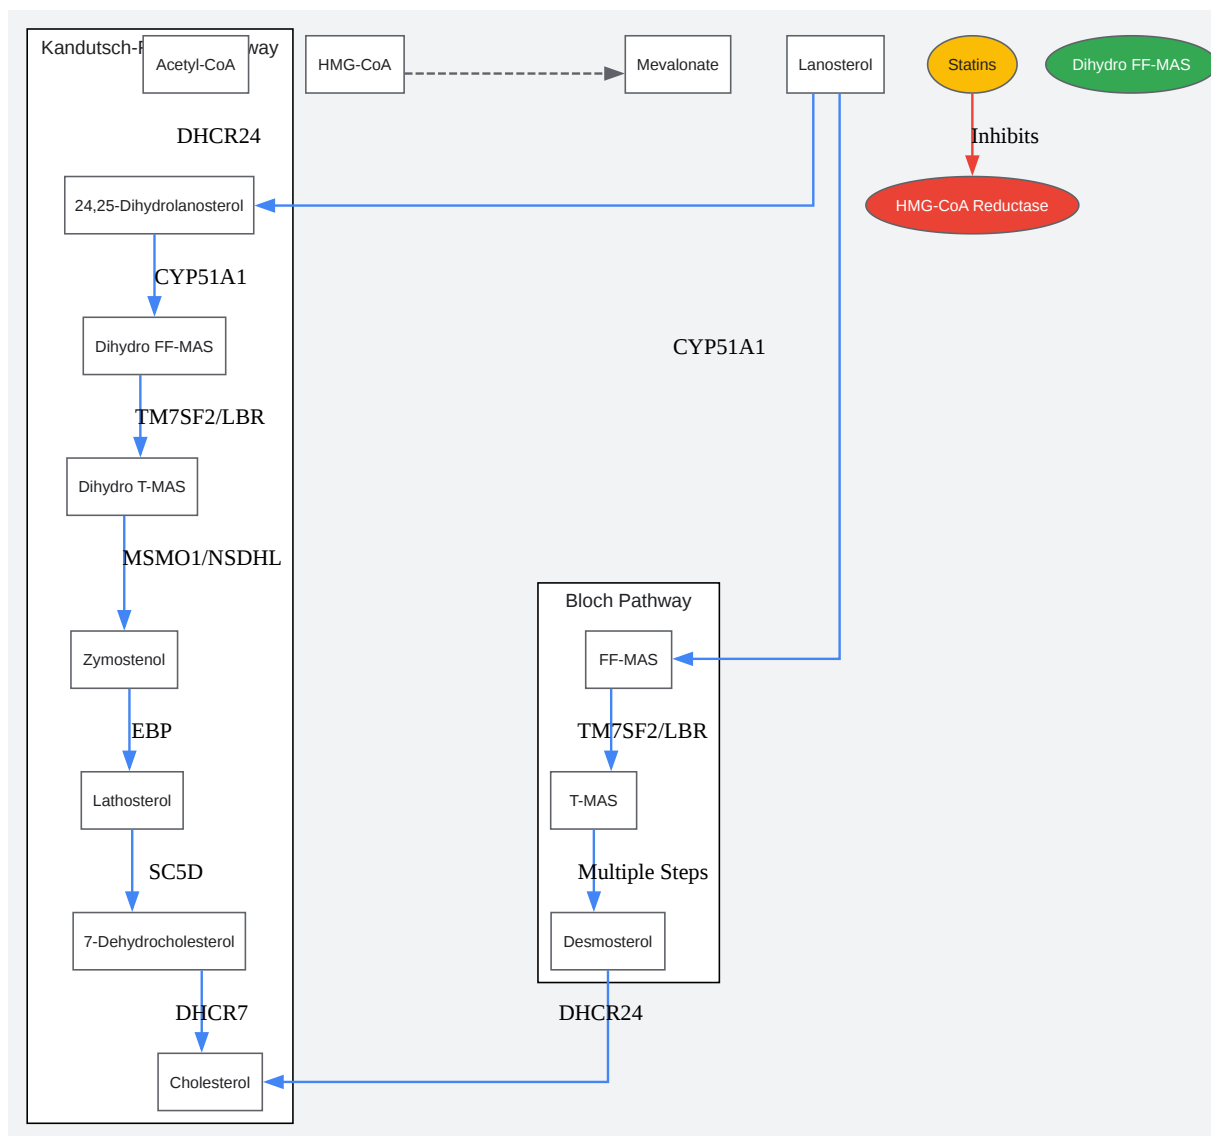 Kandutsch-
way
Acetyl-CoA
HMG-CoA
Mevalonate
Lanosterol
Statins
Dihydro FF-MAS
DHCR24
Inhibits
24,25-Dihydrolanosterol
HMG-CoA Reductase
CYP51A1
Dihydro FF-MAS
CYP51A1
TM7SF2/LBR
Dihydro T-MAS
MSMO1/NSDHL
Bloch Pathway
Zymostenol
FF-MAS
EBP
TM7SF2/LBR
Lathosterol
T-MAS
SC5D
Multiple Steps
7-Dehydrocholesterol
Desmosterol
DHCR7
DHCR24
Cholesterol